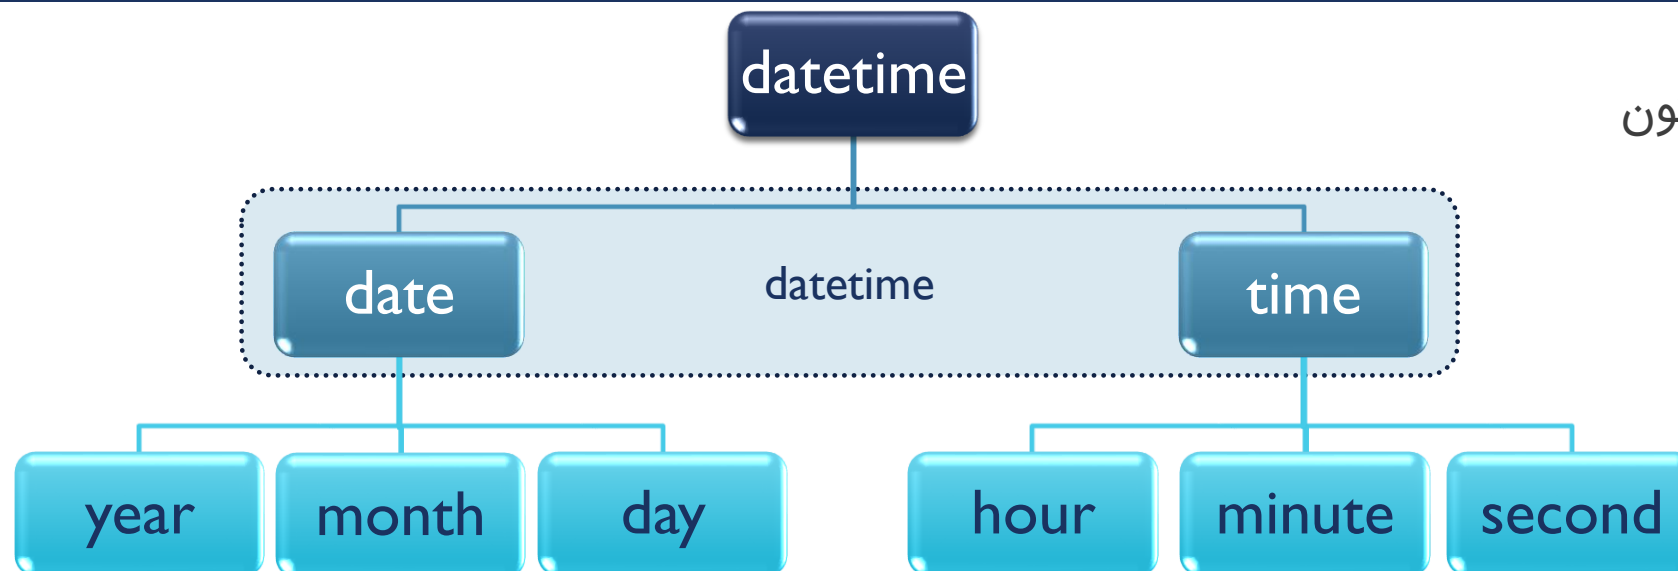 datetime
date datetime time
year month day hour minute second